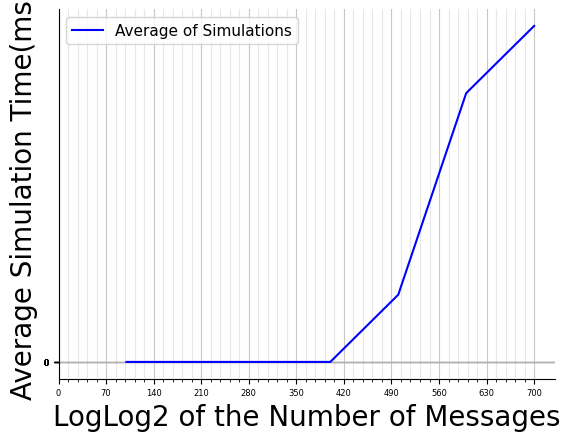 Average of Simulations
Average Simulation Time(ms
0
0 70 140 210 280 350 420 490 560 630 700
LogLog2 of the Number of Messages